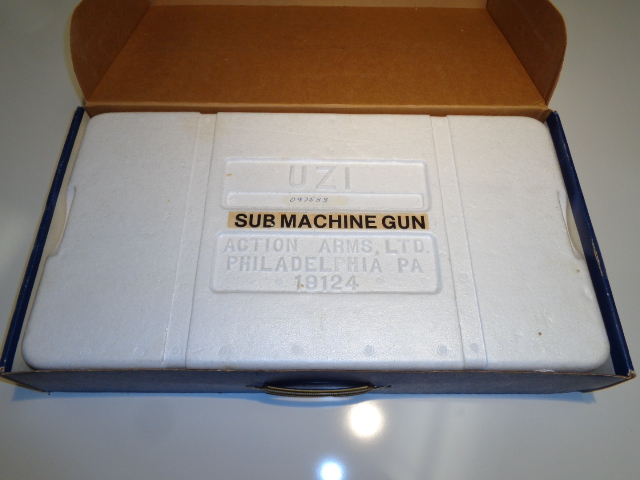 UZI
SUB MACHINE GUN
ACTION ARMS, LTD.
PHILADELPHIA PA
19124